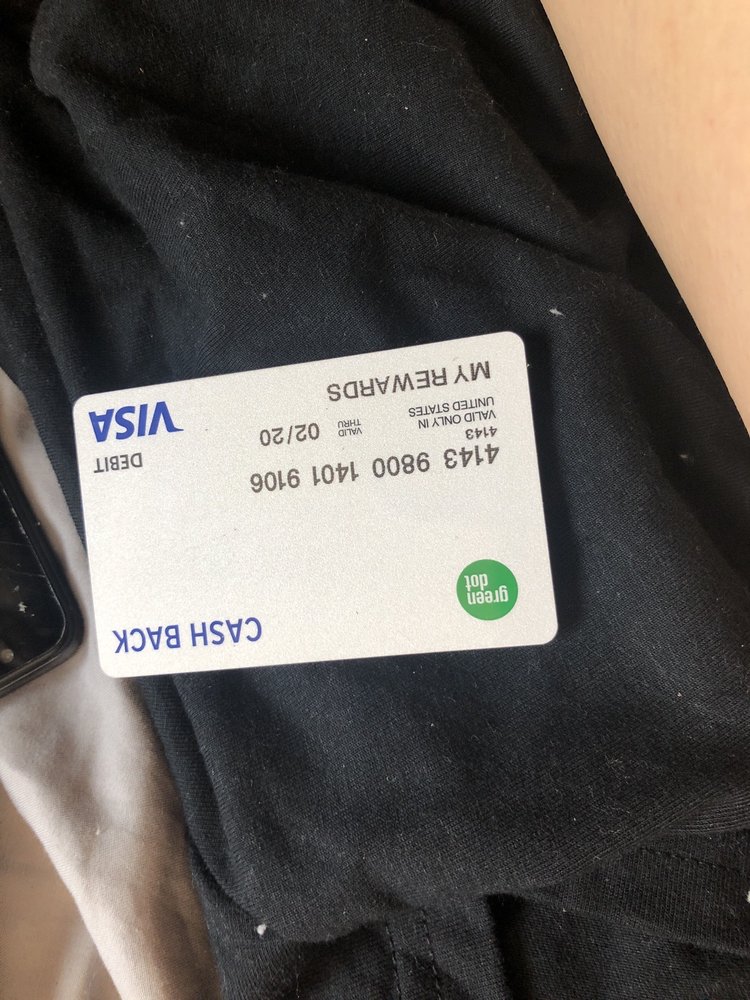 CASH BACK
green
dot
4143 9800 1401 9106
4143
DEBIT
VALID ONLY IN
UNITED STATES
VALID
THRU
02/20
VISA
MY REWARDS